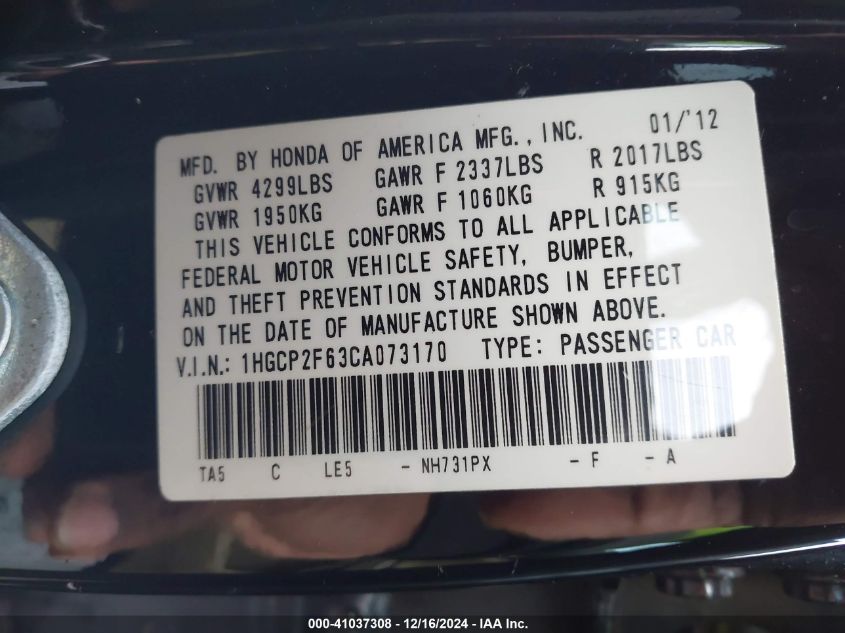 MFD. BY HONDA OF AMERICA MFG., INC. 01/'12
GVWR 4299LBS GAWR F 2337LBS R 2017LBS
GVWR 1950KG GAWR F 1060KG R 915KG
THIS VEHICLE CONFORMS TO ALL APPLICABLE
FEDERAL MOTOR VEHICLE SAFETY, BUMPER,
AND THEFT PREVENTION STANDARDS IN EFFECT
ON THE DATE OF MANUFACTURE SHOWN ABOVE.
V.I.N.: 1HGCP2F63CA073170 TYPE: PASSENGER CAR
TA5 C LE5 - NH731PX - F - A
000-41037308 - 12/16/2024 - IAA Inc.